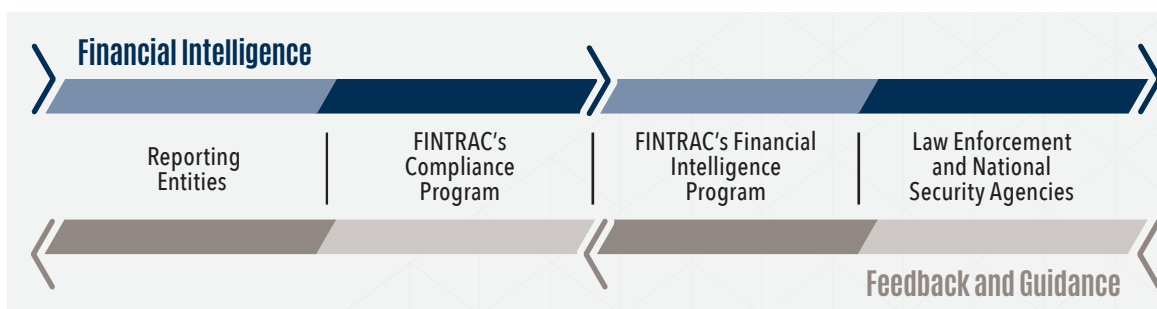 Financial Intelligence
Reporting
Entities
FINTRAC's
Compliance
Program
FINTRAC's Financial
Intelligence
Program
Law Enforcement
and National
Security Agencies
Feedback and Guidance